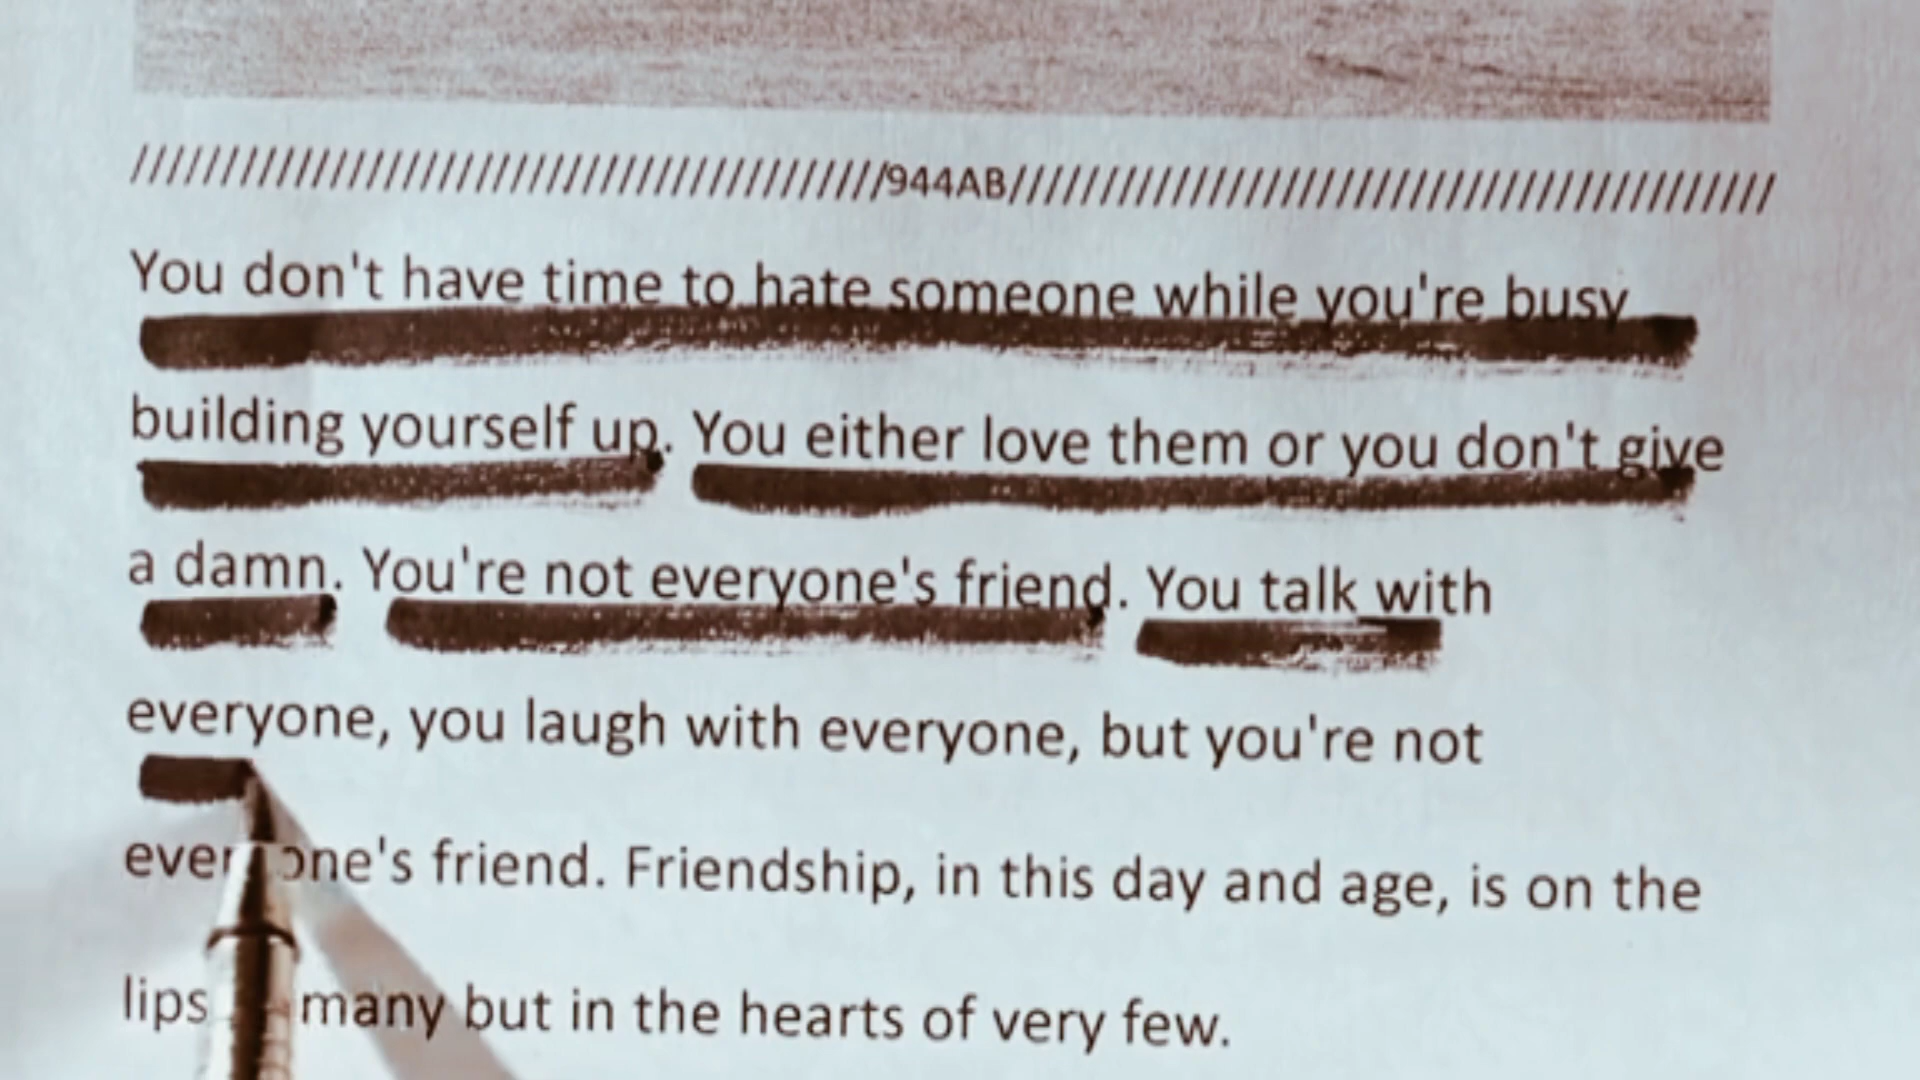 //////////////////////////////////////////944AB///////////////////////////////////////////
You don't have time to hate someone while you're busy
building yourself up. You either love them or you don't give
a damn. You're not everyone's friend. You talk with
everyone, you laugh with everyone, but you're not
everyone's friend. Friendship, in this day and age, is on the
lips many but in the hearts of very few.